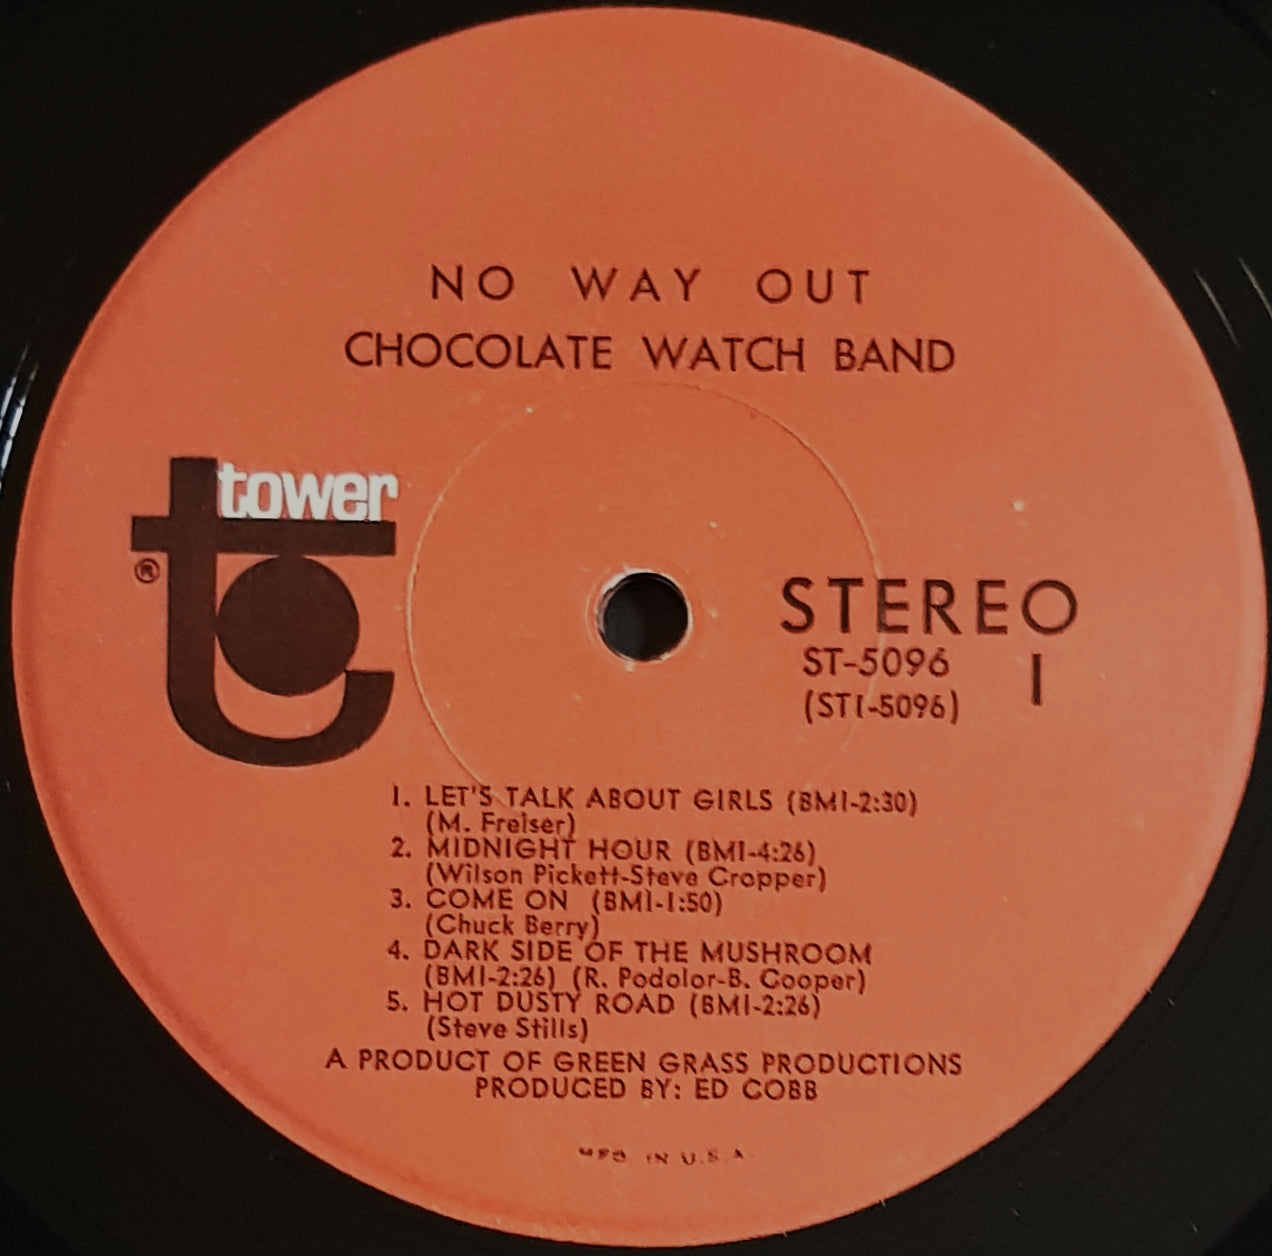 NO WAY OUT
CHOCOLATE WATCH BAND
tower
®
STEREO
ST-5096
I
(ST1-5096)
1. LET'S TALK ABOUT GIRLS (BMI-2:30)
(M. Freiser)
2. MIDNIGHT HOUR (BMI-4:26)
(Wilson Pickett-Steve Cropper)
3. COME ON (BMI-1:50)
(Chuck Berry)
4. DARK SIDE OF THE MUSHROOM
(BMI-2:26) (R. Podolor-B. Cooper)
5. HOT DUSTY ROAD (BMI-2:26)
(Steve Stills)
A PRODUCT OF GREEN GRASS PRODUCTIONS
PRODUCED BY: ED COBB
MFG. IN U.S.A.